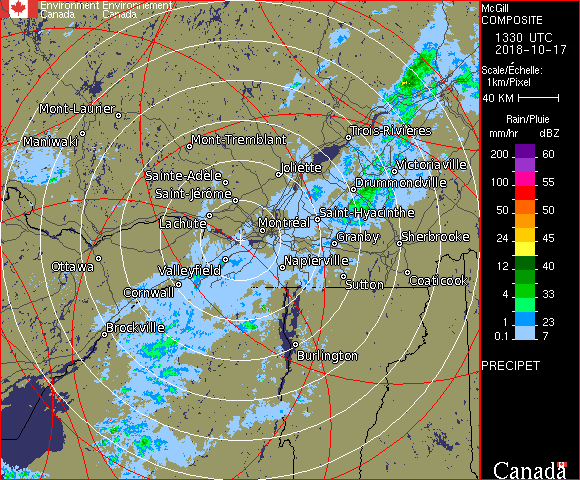 Environment Environnement
Canada Canada
McGill
COMPOSITE
1330 UTC
2018-10-17
Scale/Échelle:
1km/Pixel
40 KM
Rain/Pluie
mm/hr dBZ
200 60
100 55
50 50
24 45
12 40
4 33
1 23
0.1 7
PRECIPET
Canada
Mont-Laurier
Maniwaki
Mont-Tremblant
Trois-Rivières
Sainte-Adèle
Joliette
Victoriaville
Saint-Jérôme
Drummondville
Lachute
Saint-Hyacinthe
Montréal
Granby
Sherbrooke
Ottawa
Valleyfield
Napierville
Cornwall
Sutton
Coaticook
Brockville
Burlington